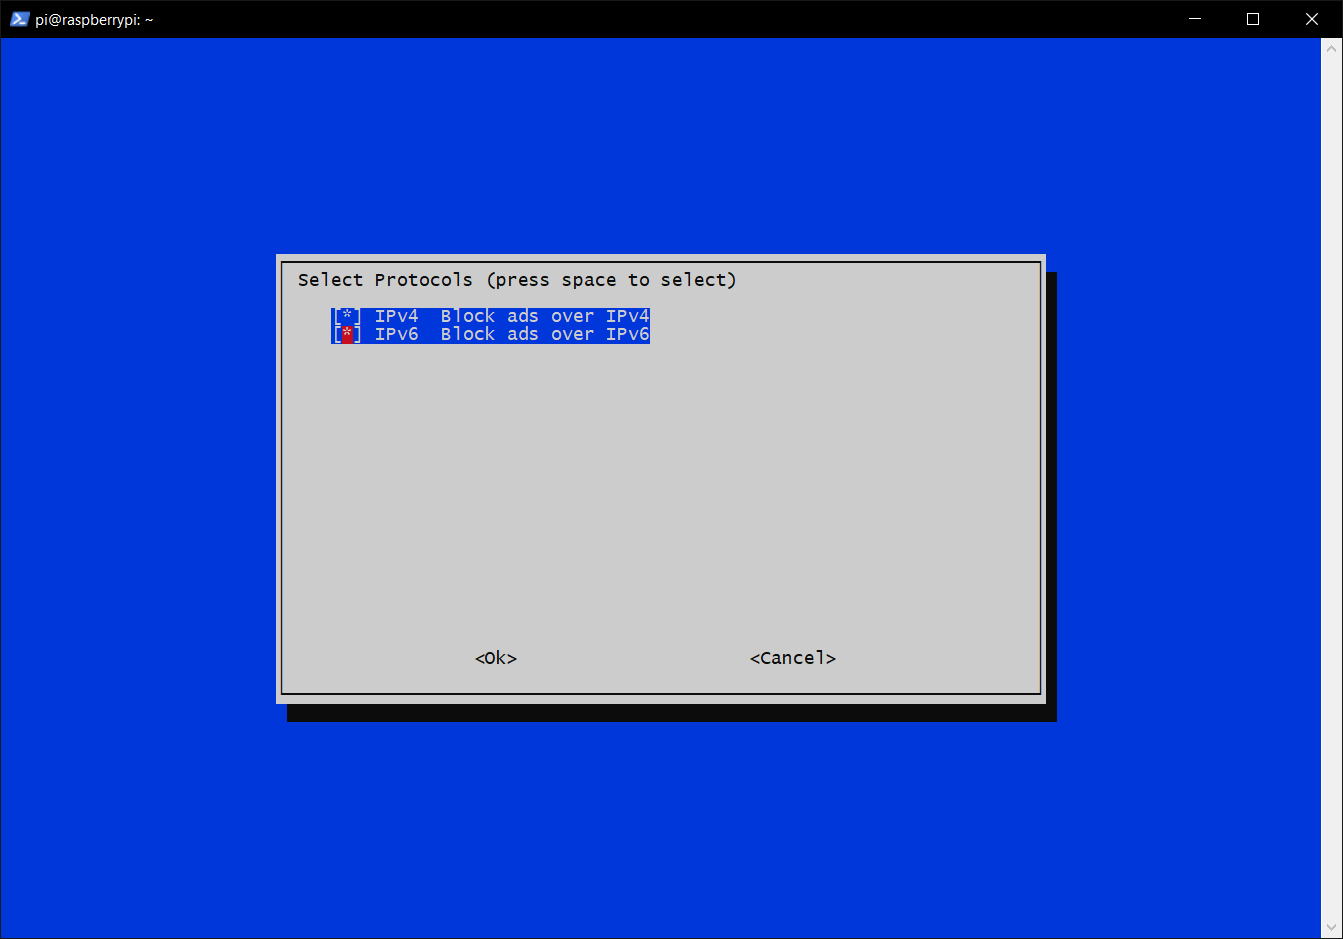 pi@raspberrypi: ~
Select Protocols (press space to select)
[*] IPv4  Block ads over IPv4
[*] IPv6  Block ads over IPv6
<Ok> <Cancel>